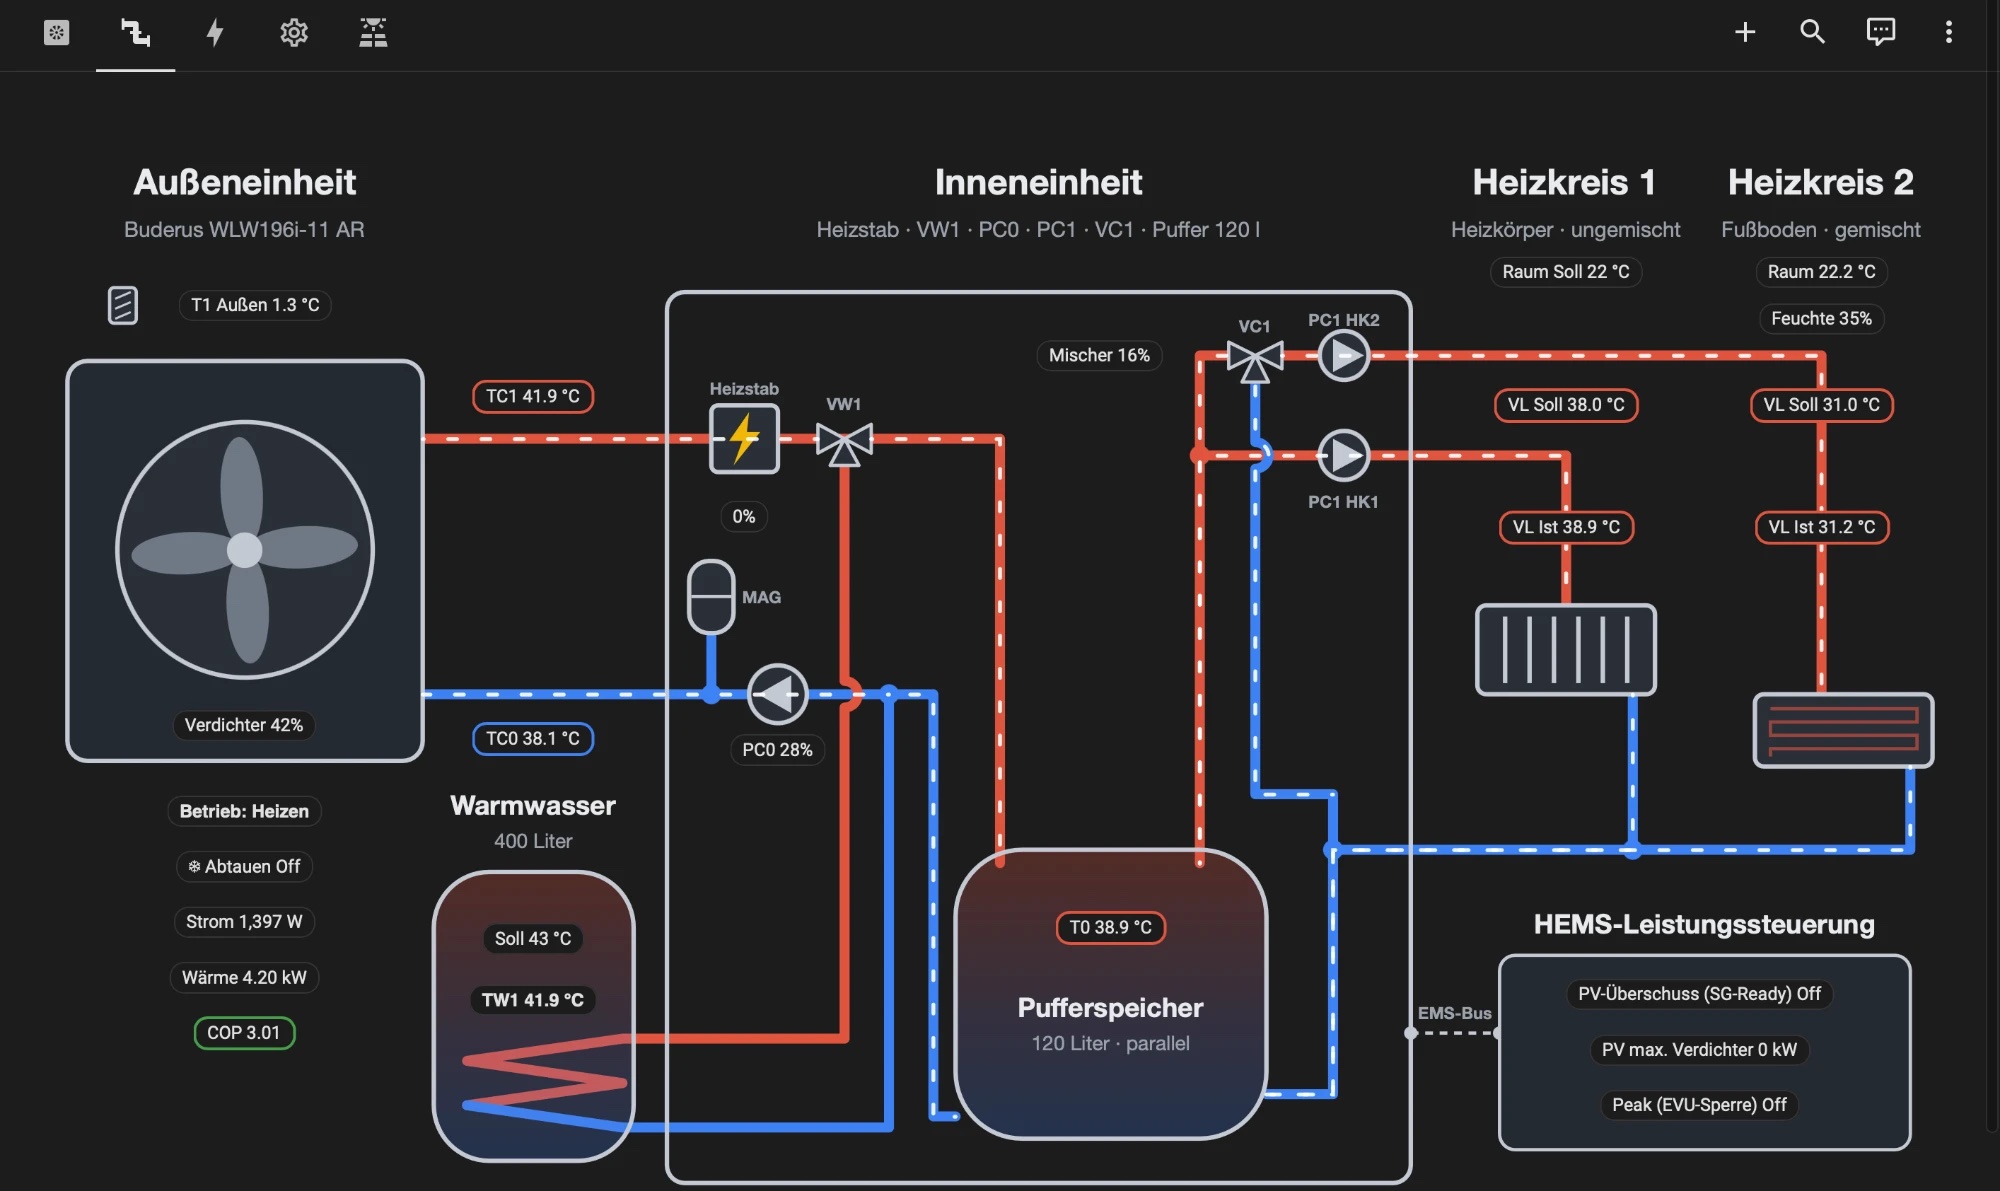 Außeneinheit
Buderus WLW196i-11 AR
T1 Außen 1.3 °C
Verdichter 42%
Betrieb: Heizen
❄ Abtauen Off
Strom 1,397 W
Wärme 4.20 kW
COP 3.01
TC1 41.9 °C
TC0 38.1 °C
Warmwasser
400 Liter
Soll 43 °C
TW1 41.9 °C
Inneneinheit
Heizstab · VW1 · PC0 · PC1 · VC1 · Puffer 120 l
Heizstab
0%
VW1
MAG
PC0 28%
Mischer 16%
VC1
PC1 HK2
PC1 HK1
T0 38.9 °C
Pufferspeicher
120 Liter · parallel
Heizkreis 1
Heizkörper · ungemischt
Raum Soll 22 °C
VL Soll 38.0 °C
VL Ist 38.9 °C
Heizkreis 2
Fußboden · gemischt
Raum 22.2 °C
Feuchte 35%
VL Soll 31.0 °C
VL Ist 31.2 °C
EMS-Bus
HEMS-Leistungssteuerung
PV-Überschuss (SG-Ready) Off
PV max. Verdichter 0 kW
Peak (EVU-Sperre) Off